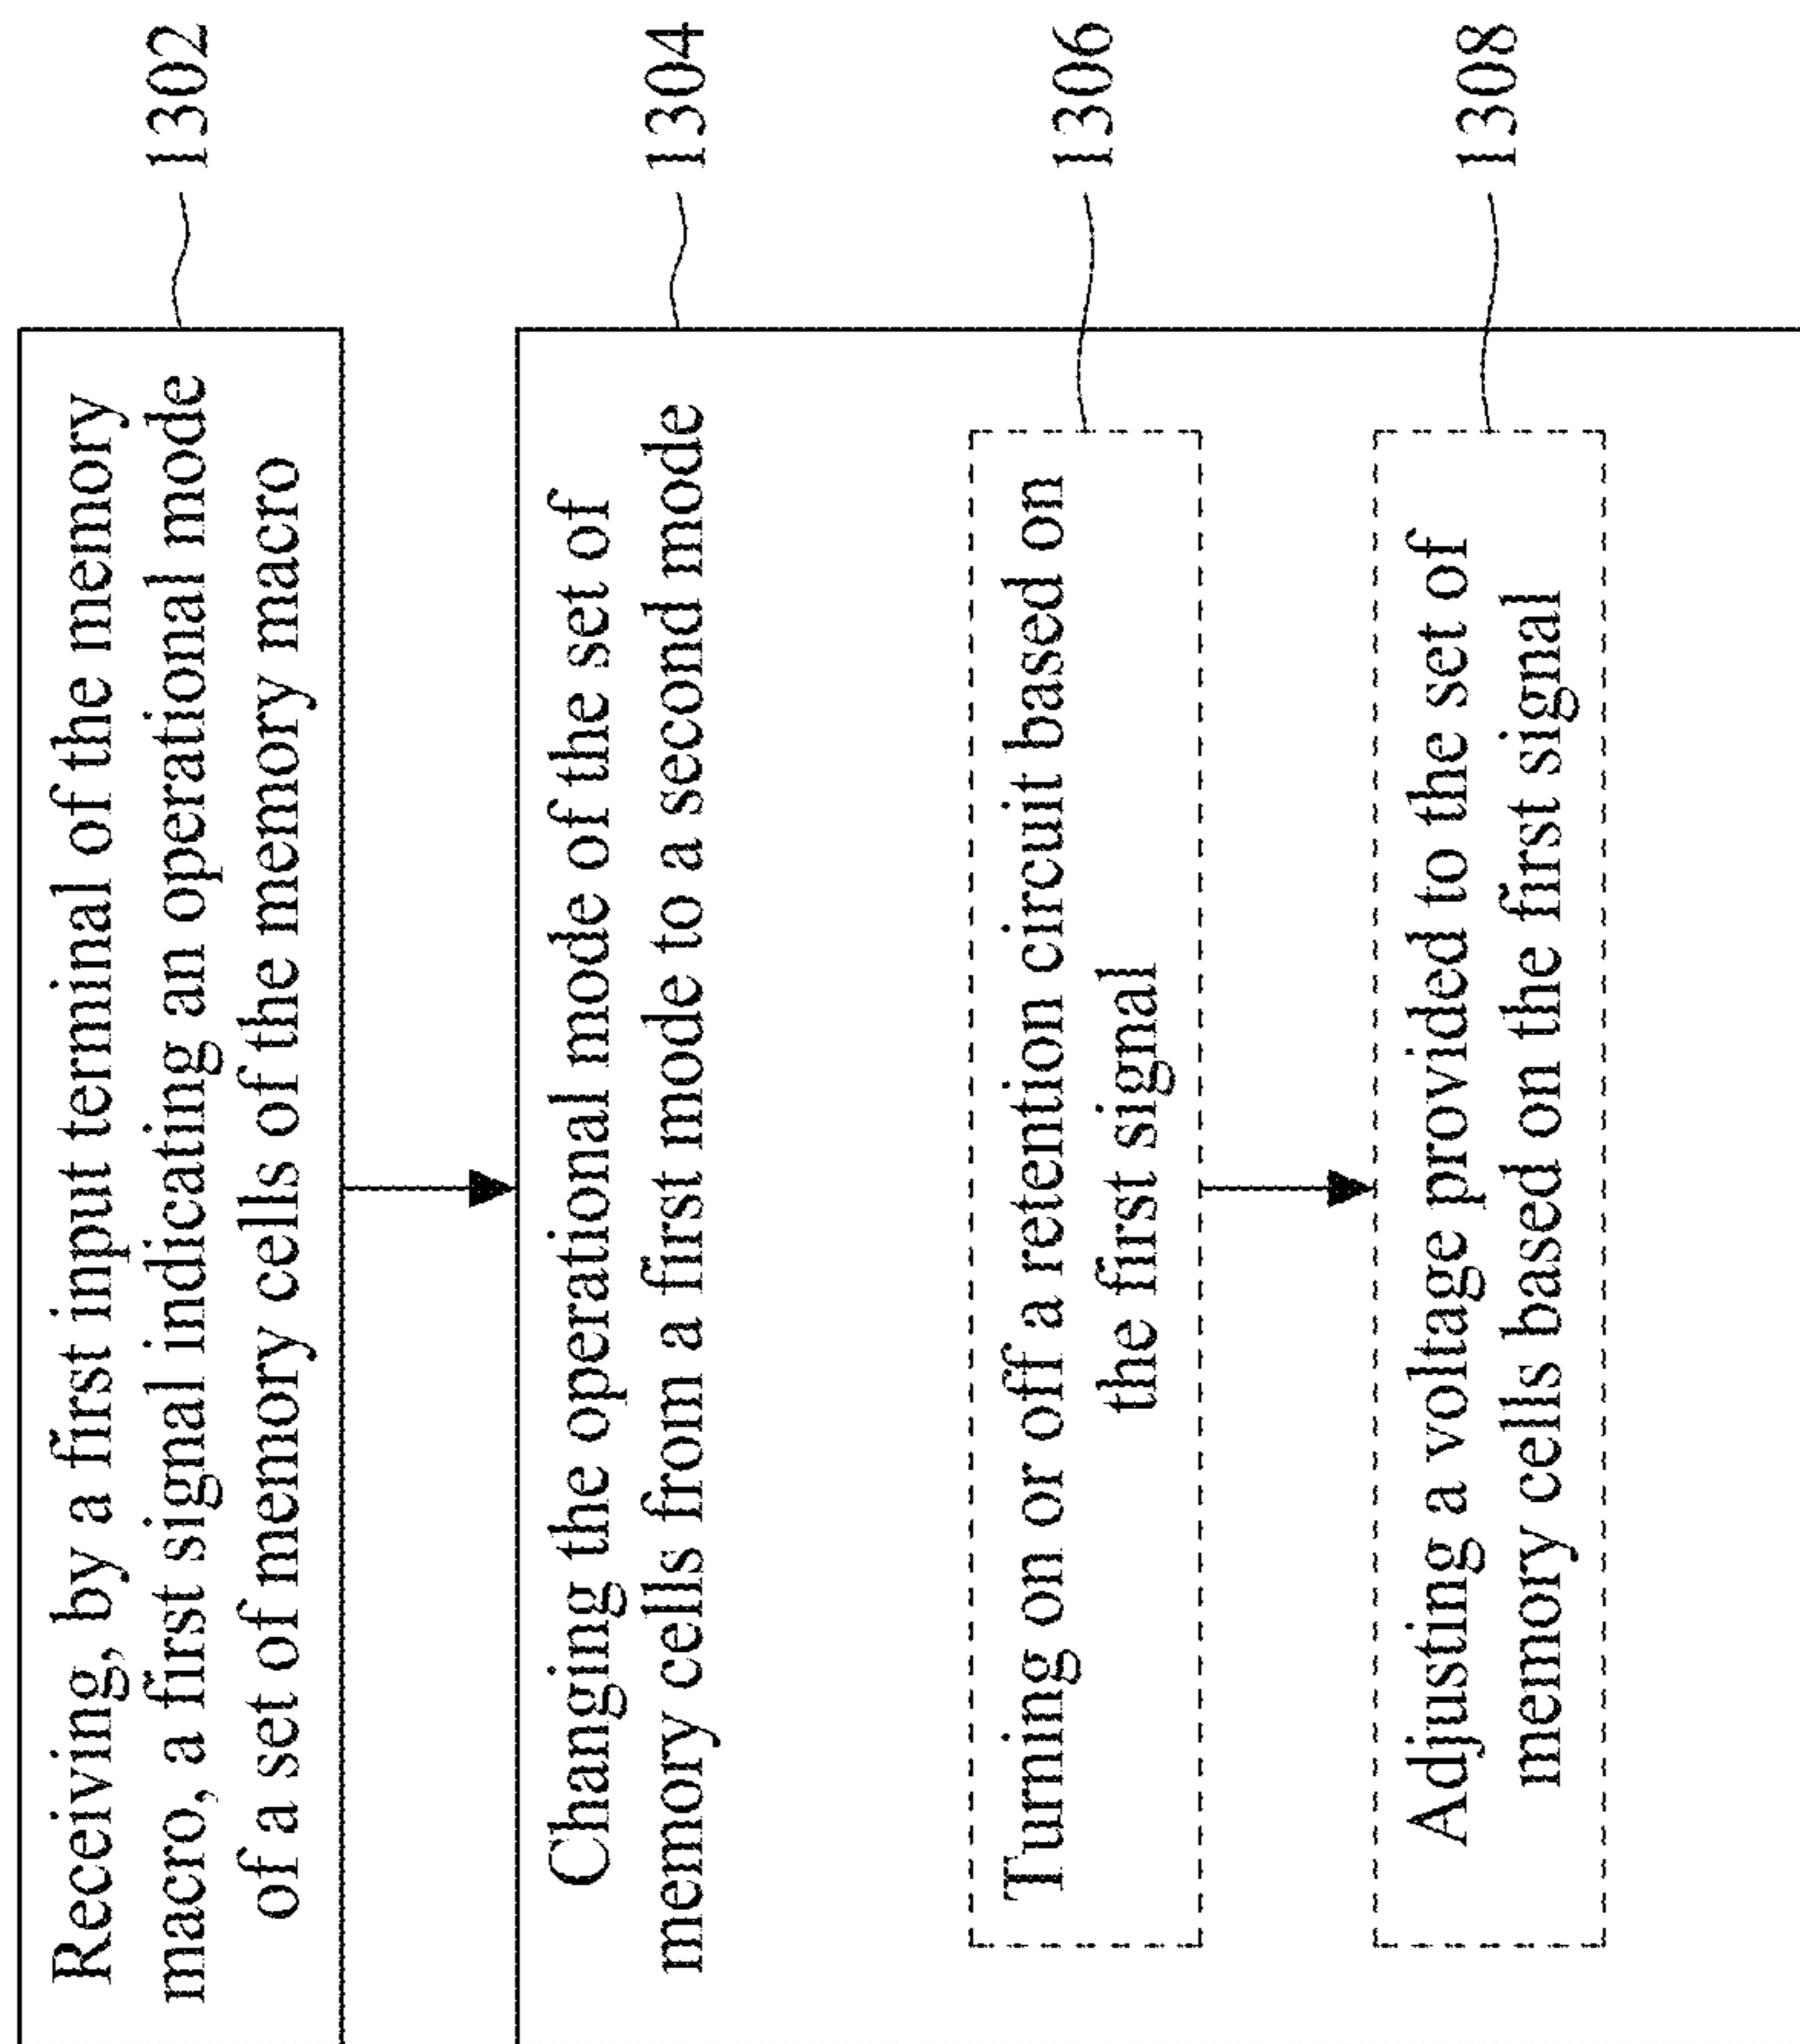 Receiving, by a first input terminal of the memory
macro, a first signal indicating an operational mode
of a set of memory cells of the memory macro
1302
Changing the operational mode of the set of
memory cells from a first mode to a second mode
1304
Turning on or off a retention circuit based on
the first signal
1306
Adjusting a voltage provided to the set of
memory cells based on the first signal
1308